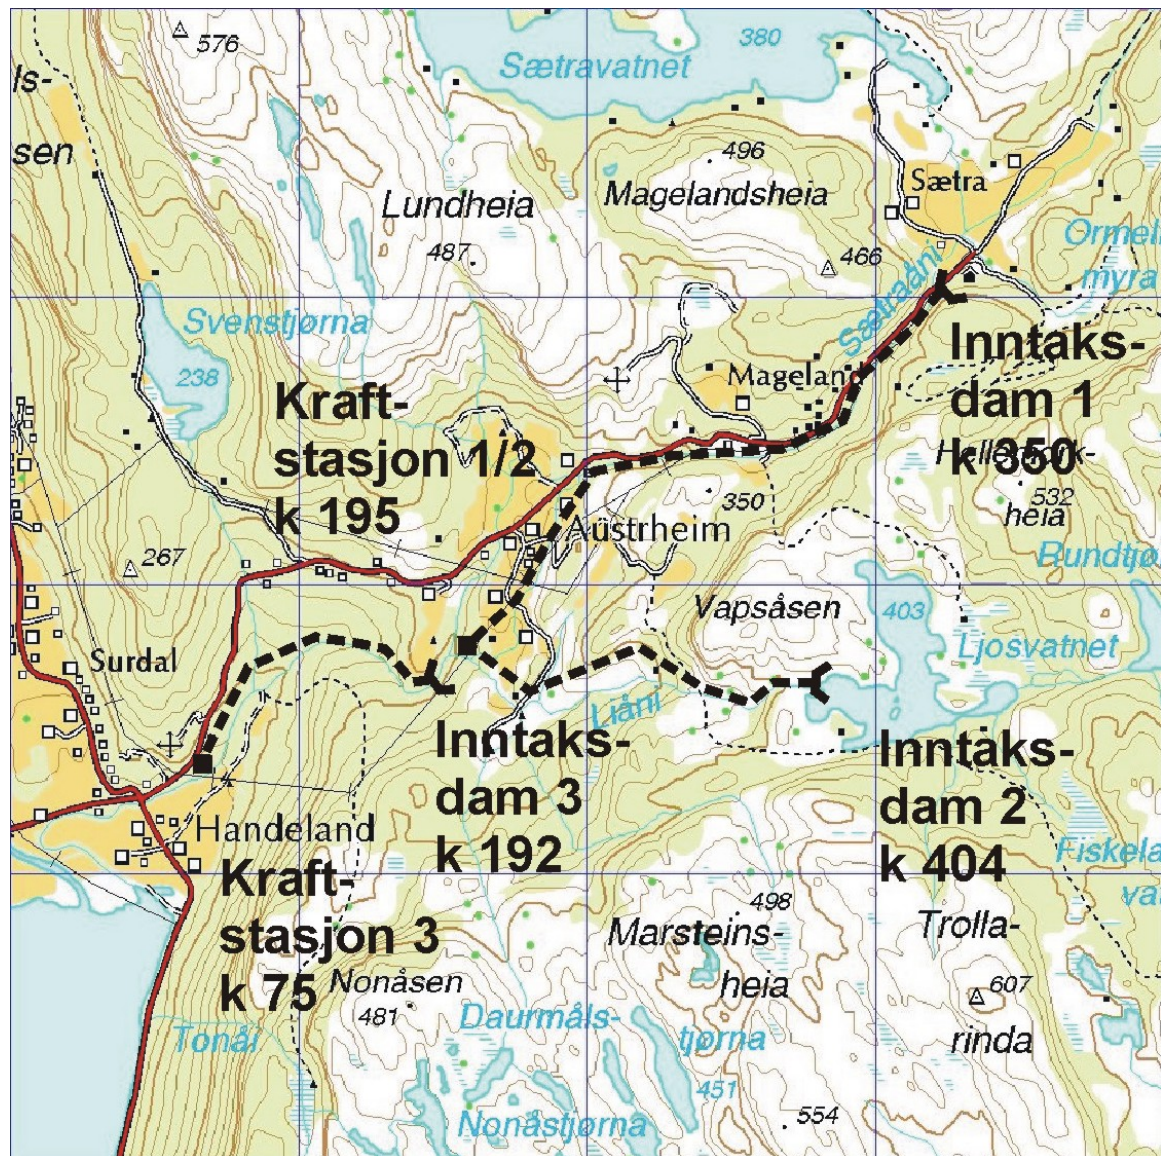 576
380
Sætravatnet
ls-
sen
496
Magelandsheia
Sætra
Lundheia
487
466
Ormel
myra
Sætraåni
Svenstjørna
238
Inntaks-
dam 1
k 350
Mageland
Kraft-
stasjon 1/2
k 195
532
heia
350
Austrheim
267
Rundtjø
403
Vapsåsen
Ljosvatnet
Surdal
Liåni
Inntaks-
dam 3
k 192
Inntaks-
dam 2
k 404
Handeland
Fiskela
va
Kraft-
stasjon 3
k 75
Nonåsen
481
498
Marsteins-
heia
Trolla-
rinda
607
Daurmåls-
tjørna
451
Tonåi
Nonåstjørna
554